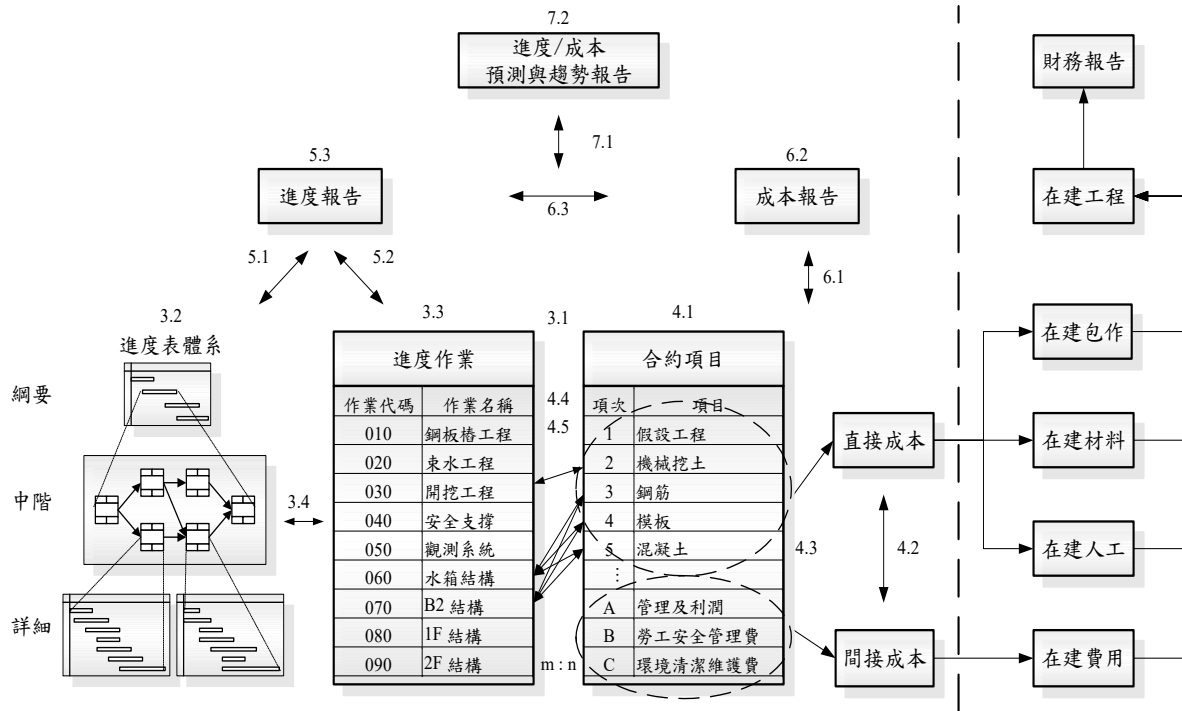 7.2
進度/成本
預測與趨勢報告
財務報告
7.1
5.3
進度報告
6.3
6.2
成本報告
在建工程
5.1
5.2
6.1
3.2
進度表體系
3.3
3.1
4.1
進度作業
合約項目
在建包作
綱要
作業代碼 作業名稱
4.4
項次 項目
010 鋼板樁工程
4.5
1 假設工程
直接成本
在建材料
020 束水工程
2 機械挖土
中階
3.4
030 開挖工程
3 鋼筋
040 安全支撐
4 模板
050 觀測系統
5 混凝土
4.3
4.2
在建人工
060 水箱結構
⋮
詳細
070 B2 結構
A 管理及利潤
080 1F 結構
B 勞工安全管理費
間接成本
在建費用
090 2F 結構
m : n
C 環境清潔維護費